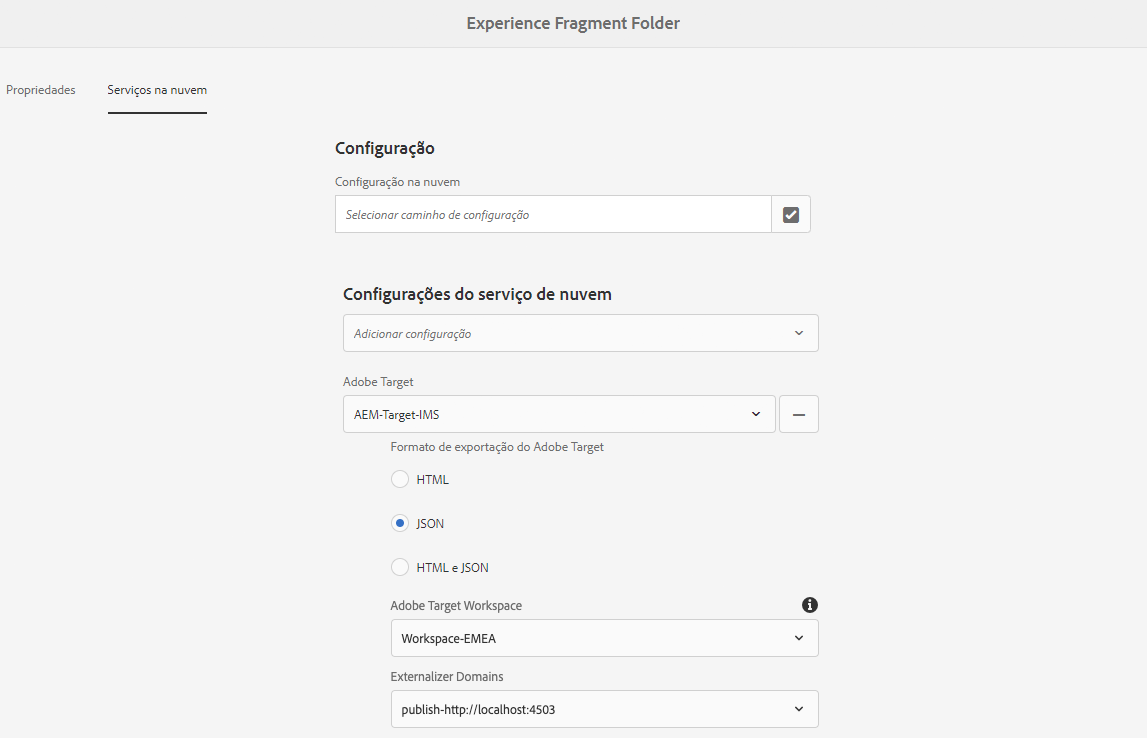 Experience Fragment Folder
Propriedades
Serviços na nuvem
Configuração
Configuração na nuvem
Selecionar caminho de configuração
Configurações do serviço de nuvem
Adicionar configuração
Adobe Target
AEM-Target-IMS
Formato de exportação do Adobe Target
HTML
JSON
HTML e JSON
Adobe Target Workspace
Workspace-EMEA
Externalizer Domains
publish-http://localhost:4503